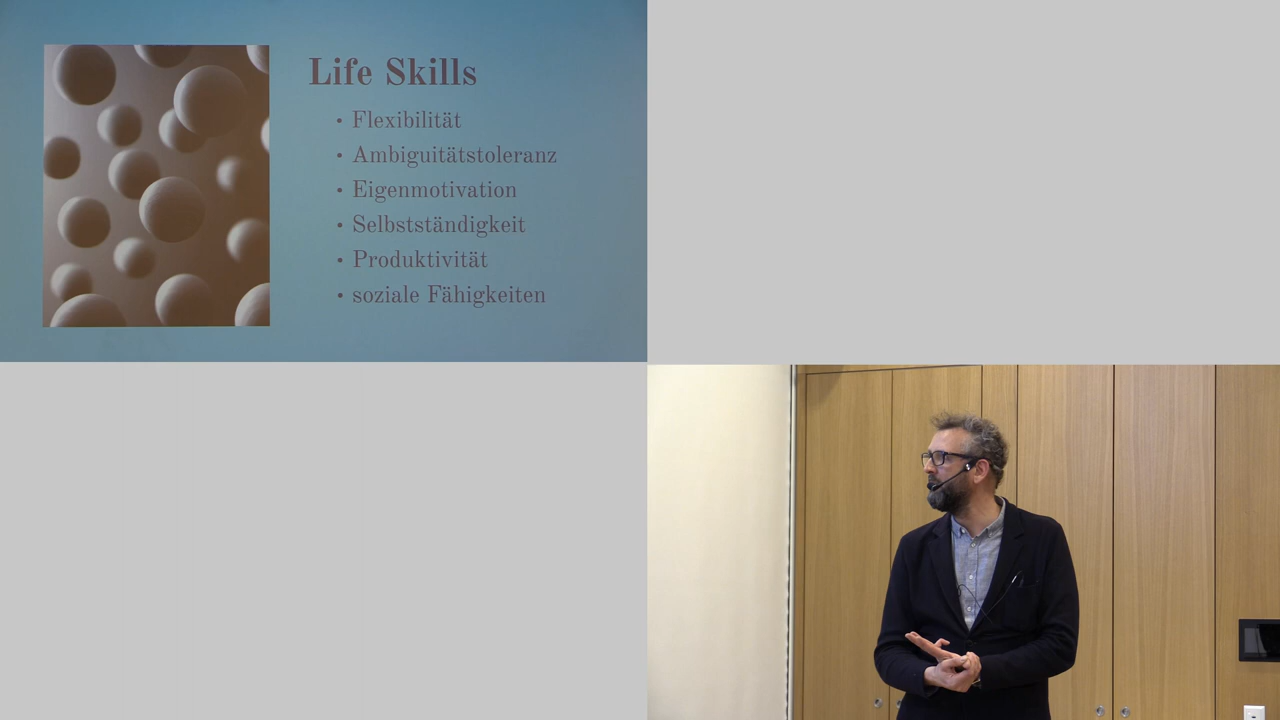 Life Skills
• Flexibilität
• Ambiguitätstoleranz
• Eigenmotivation
• Selbstständigkeit
• Produktivität
• soziale Fähigkeiten